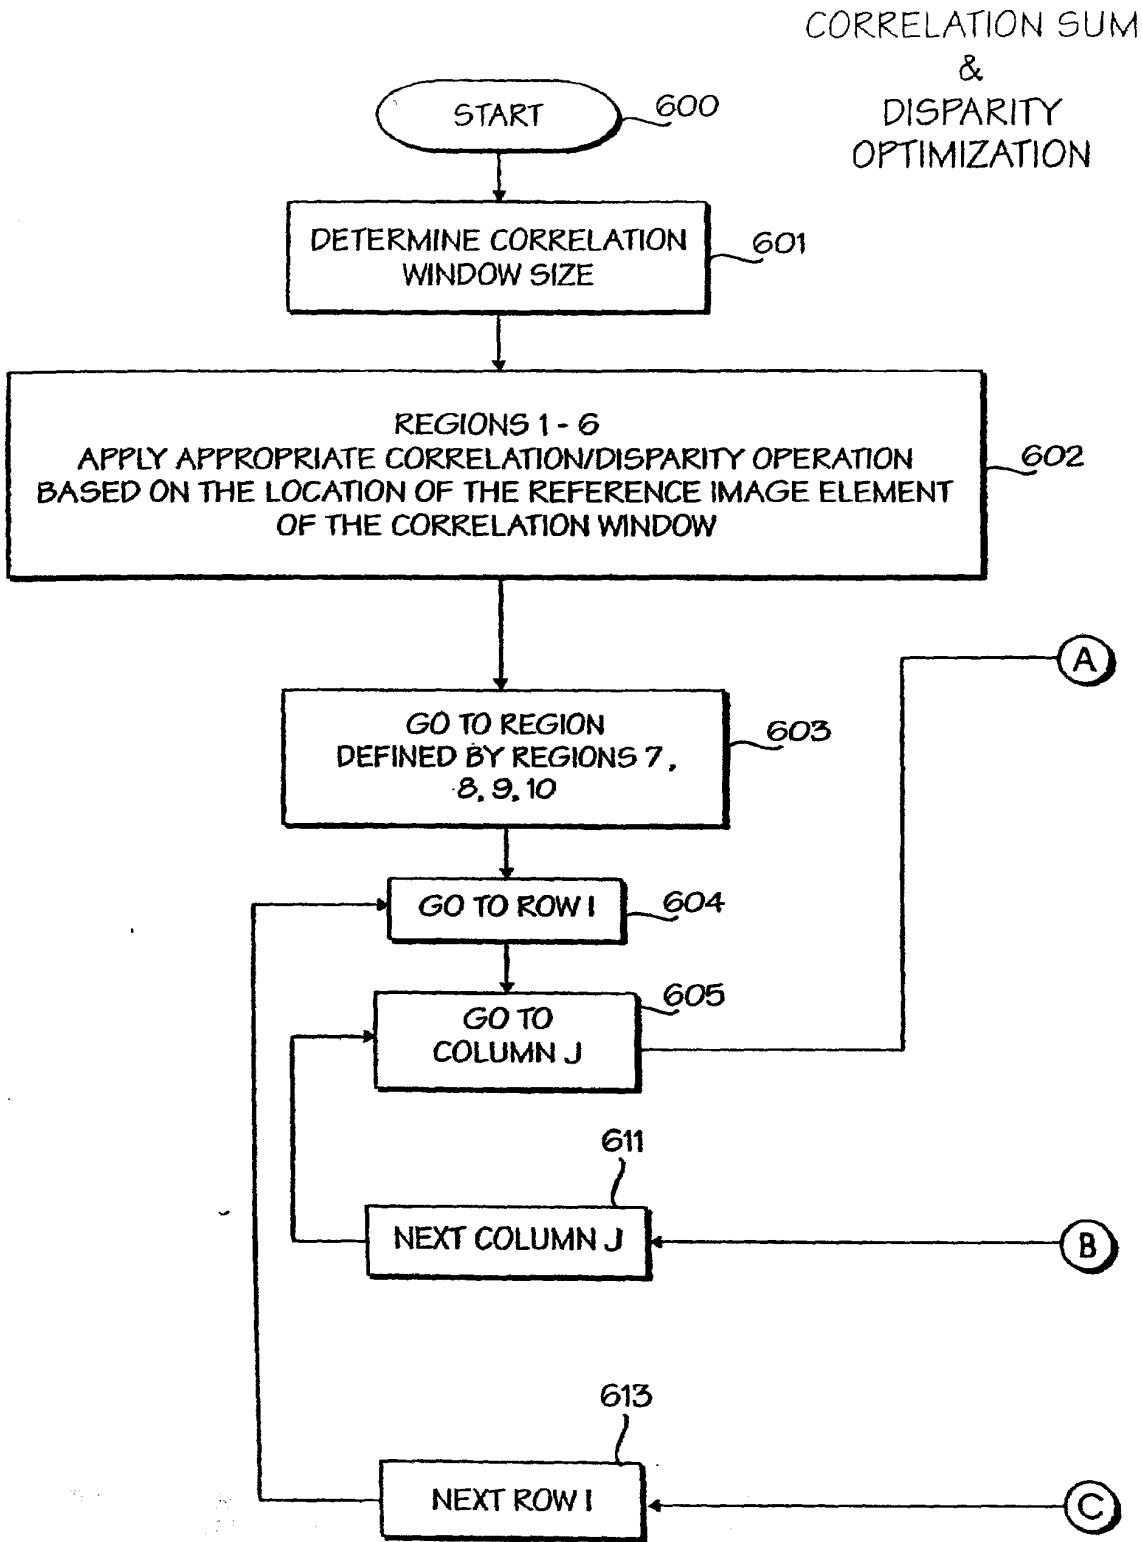 CORRELATION SUM
&
DISPARITY
OPTIMIZATION
START
600
DETERMINE CORRELATION
WINDOW SIZE
601
REGIONS 1 - 6
APPLY APPROPRIATE CORRELATION/DISPARITY OPERATION
BASED ON THE LOCATION OF THE REFERENCE IMAGE ELEMENT
OF THE CORRELATION WINDOW
602
A
GO TO REGION
DEFINED BY REGIONS 7,
8, 9, 10
603
GO TO ROW I
604
GO TO
COLUMN J
605
611
NEXT COLUMN J
B
613
NEXT ROW I
C